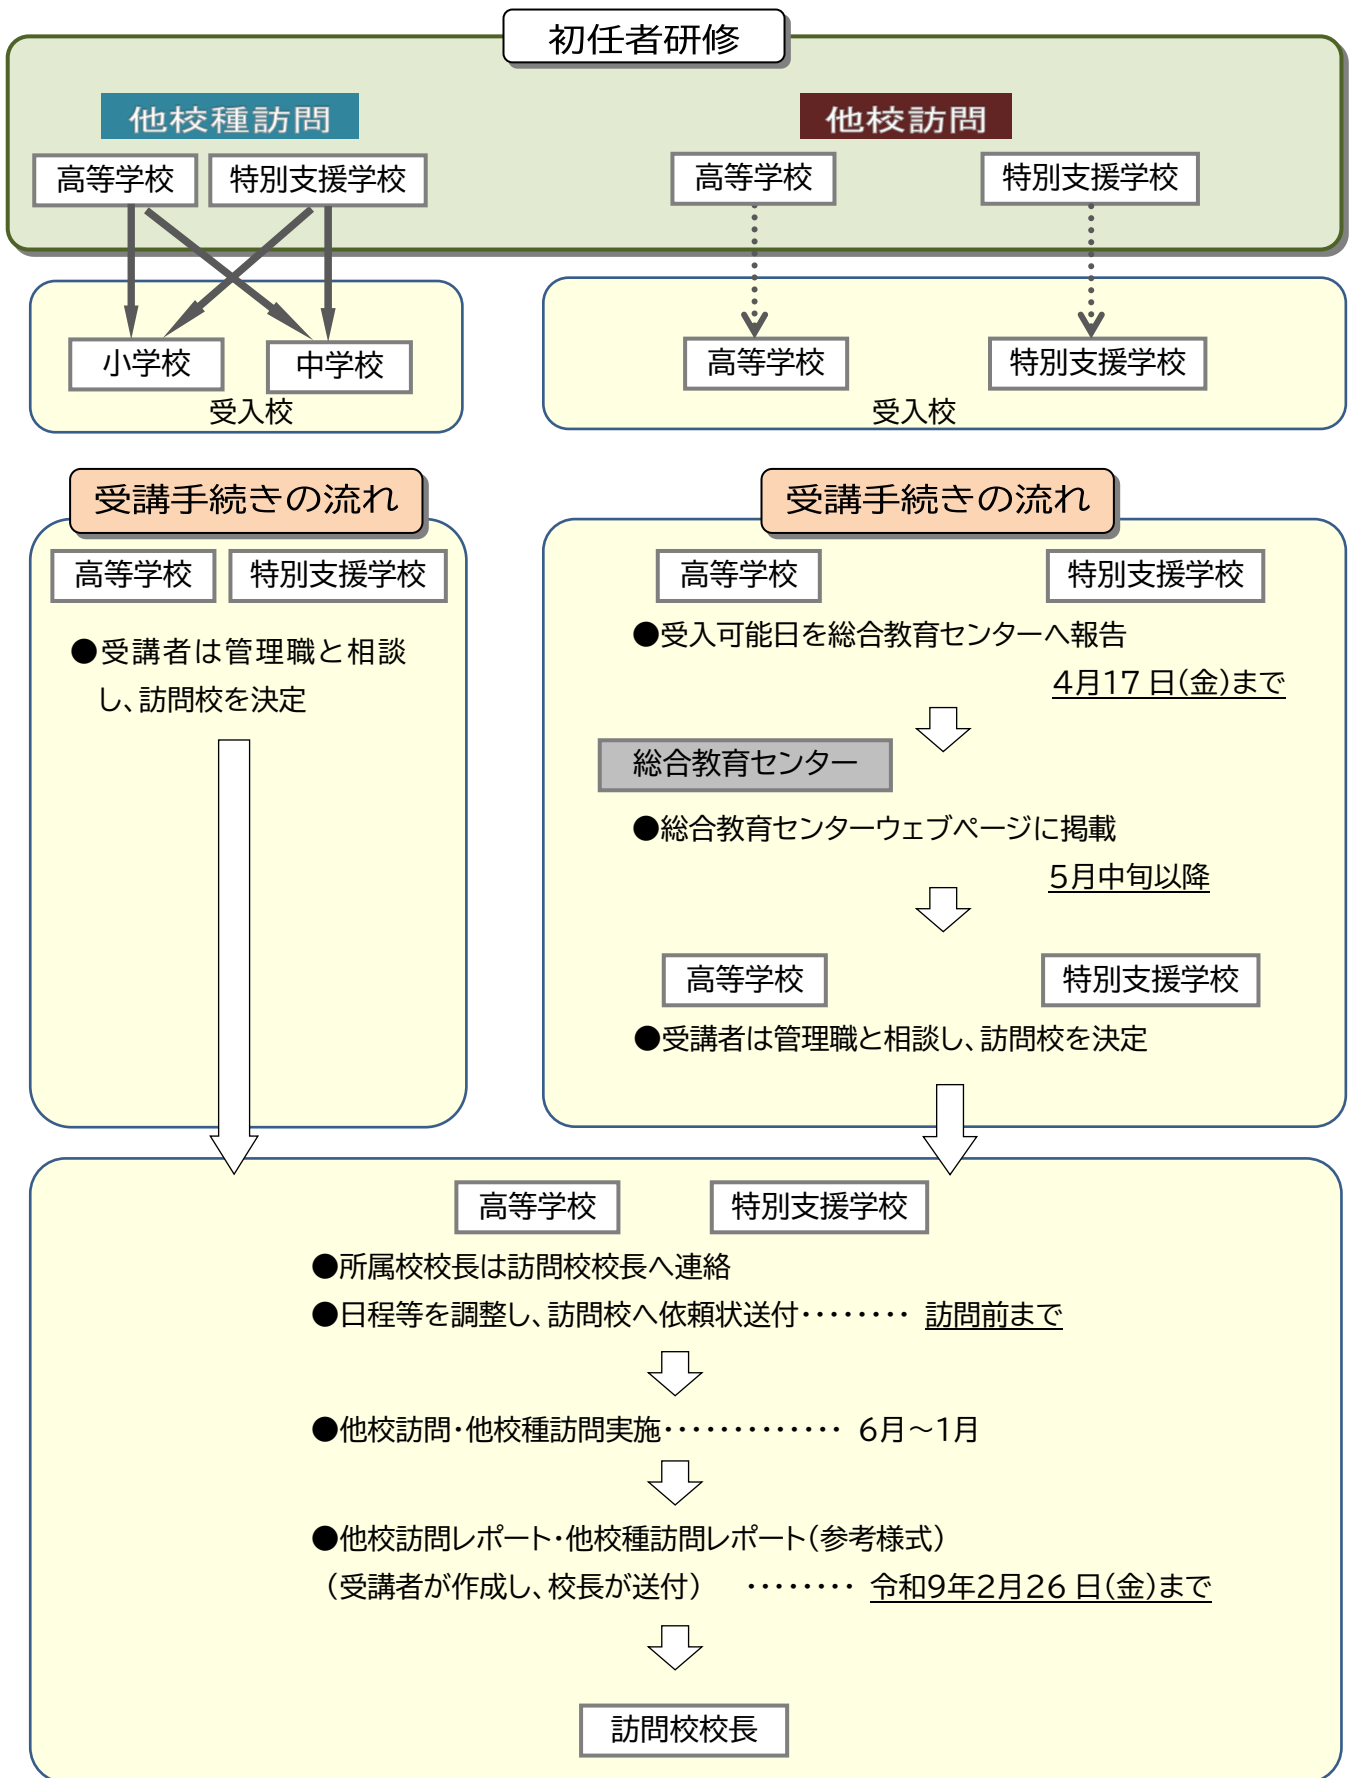 初任者研修
他校種訪問
高等学校
特別支援学校
小学校
中学校
受入校
他校訪問
高等学校
特別支援学校
高等学校
特別支援学校
受入校
受講手続きの流れ
高等学校
特別支援学校
●受講者は管理職と相談
し、訪問校を決定
受講手続きの流れ
高等学校
特別支援学校
●受入可能日を総合教育センターへ報告
4月17日(金)まで
総合教育センター
●総合教育センターウェブページに掲載
5月中旬以降
高等学校
特別支援学校
●受講者は管理職と相談し、訪問校を決定
高等学校
特別支援学校
●所属校校長は訪問校校長へ連絡
●日程等を調整し、訪問校へ依頼状送付・・・・・・・・ 訪問前まで
●他校訪問・他校種訪問実施・・・・・・・・・・・・・ 6月～1月
●他校訪問レポート・他校種訪問レポート(参考様式)
(受講者が作成し、校長が送付) ・・・・・・・・ 令和9年2月26日(金)まで
訪問校校長